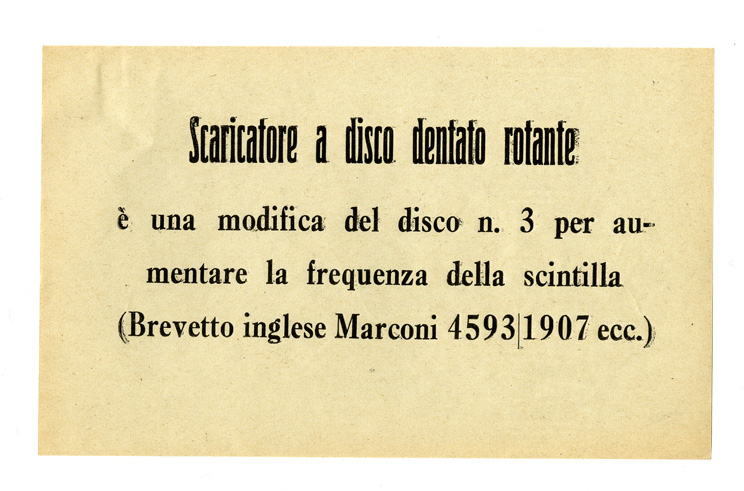 Scaricatore a disco dentato rotante
è una modifica del disco n. 3 per au-
mentare la frequenza della scintilla
(Brevetto inglese Marconi 4593|1907 ecc.)